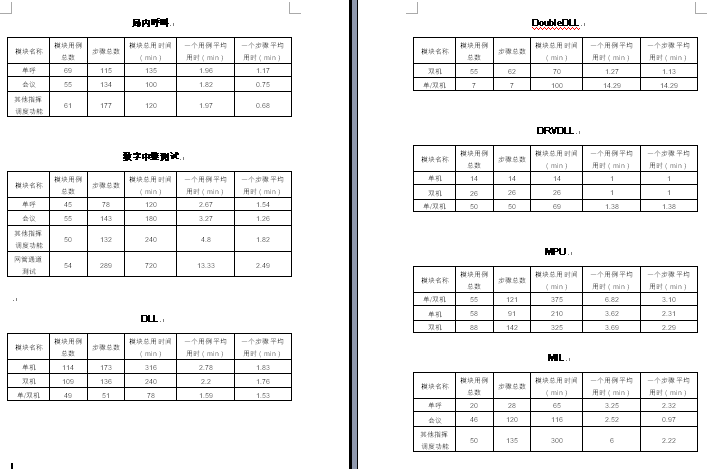 局内呼叫
模块名称 模块用例总数 步骤总数 模块总用时间（min） 一个用例平均用时（min） 一个步骤平均用时（min）
单呼 69 115 135 1.96 1.17
会议 55 134 100 1.82 0.75
其他指挥调度功能 61 177 120 1.97 0.68
数字中继测试
模块名称 模块用例总数 步骤总数 模块总用时间（min） 一个用例平均用时（min） 一个步骤平均用时（min）
单呼 45 78 120 2.67 1.54
会议 55 143 180 3.27 1.26
其他指挥调度功能 50 132 240 4.8 1.82
网管通道测试 54 289 720 13.33 2.49
DLL
模块名称 模块用例总数 步骤总数 模块总用时间（min） 一个用例平均用时（min） 一个步骤平均用时（min）
单机 114 173 316 2.78 1.83
双机 109 136 240 2.2 1.76
单/双机 49 51 78 1.59 1.53
DoubleDLL
模块名称 模块用例总数 步骤总数 模块总用时间（min） 一个用例平均用时（min） 一个步骤平均用时（min）
双机 55 62 70 1.27 1.13
单/双机 7 7 100 14.29 14.29
DRVDLL
模块名称 模块用例总数 步骤总数 模块总用时间（min） 一个用例平均用时（min） 一个步骤平均用时（min）
单机 14 14 14 1 1
双机 26 26 26 1 1
单/双机 50 50 69 1.38 1.38
MPU
模块名称 模块用例总数 步骤总数 模块总用时间（min） 一个用例平均用时（min） 一个步骤平均用时（min）
单/双机 55 121 375 6.82 3.10
单机 58 91 210 3.62 2.31
双机 88 142 325 3.69 2.29
MIL
模块名称 模块用例总数 步骤总数 模块总用时间（min） 一个用例平均用时（min） 一个步骤平均用时（min）
单呼 20 28 65 3.25 2.32
会议 46 120 116 2.52 0.97
其他指挥调度功能 50 135 300 6 2.22